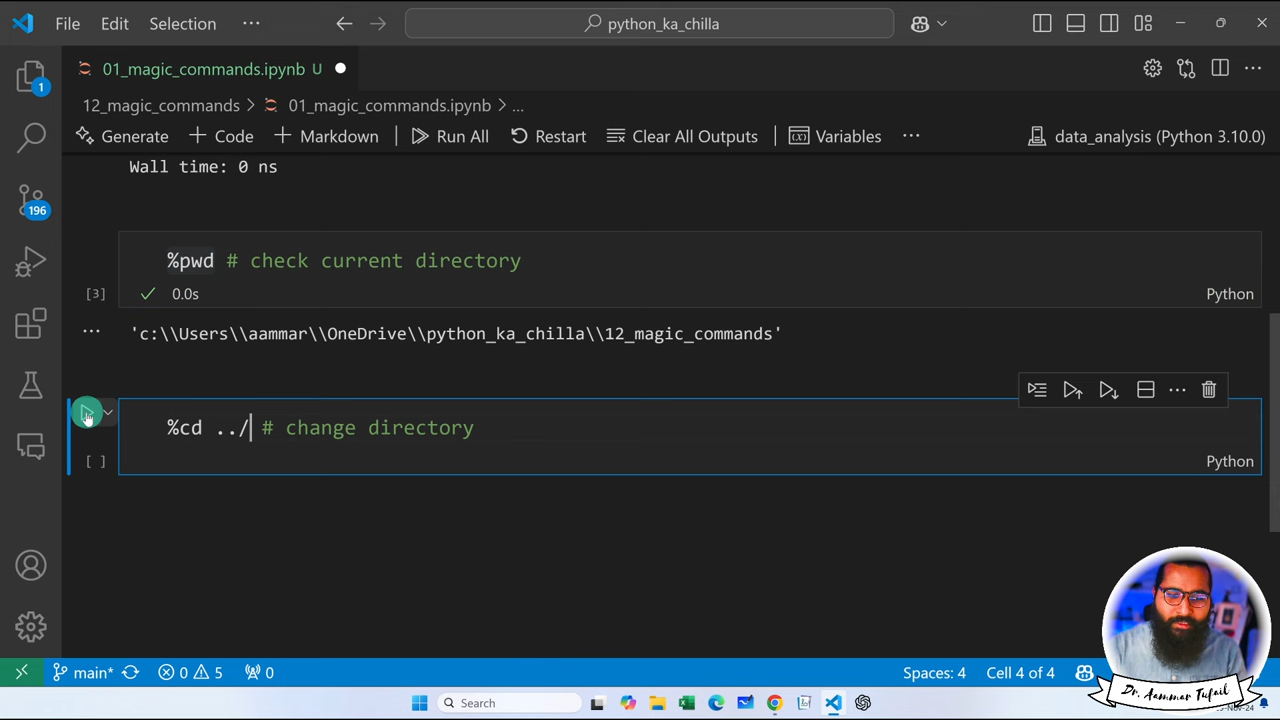 File Edit Selection ··· python_ka_chilla
01_magic_commands.ipynb U
12_magic_commands > 01_magic_commands.ipynb > ...
Generate + Code + Markdown Run All Restart Clear All Outputs Variables ··· data_analysis (Python 3.10.0)
1
196
Wall time: 0 ns
%pwd # check current directory
[3] 0.0s Python
'c:\\Users\\aammar\\OneDrive\\python_ka_chilla\\12_magic_commands'
%cd ../ # change directory
[ ] Python
main* 0 5 0 Spaces: 4 Cell 4 of 4
Dr. Aammar Tufail
Search
-Nov-24